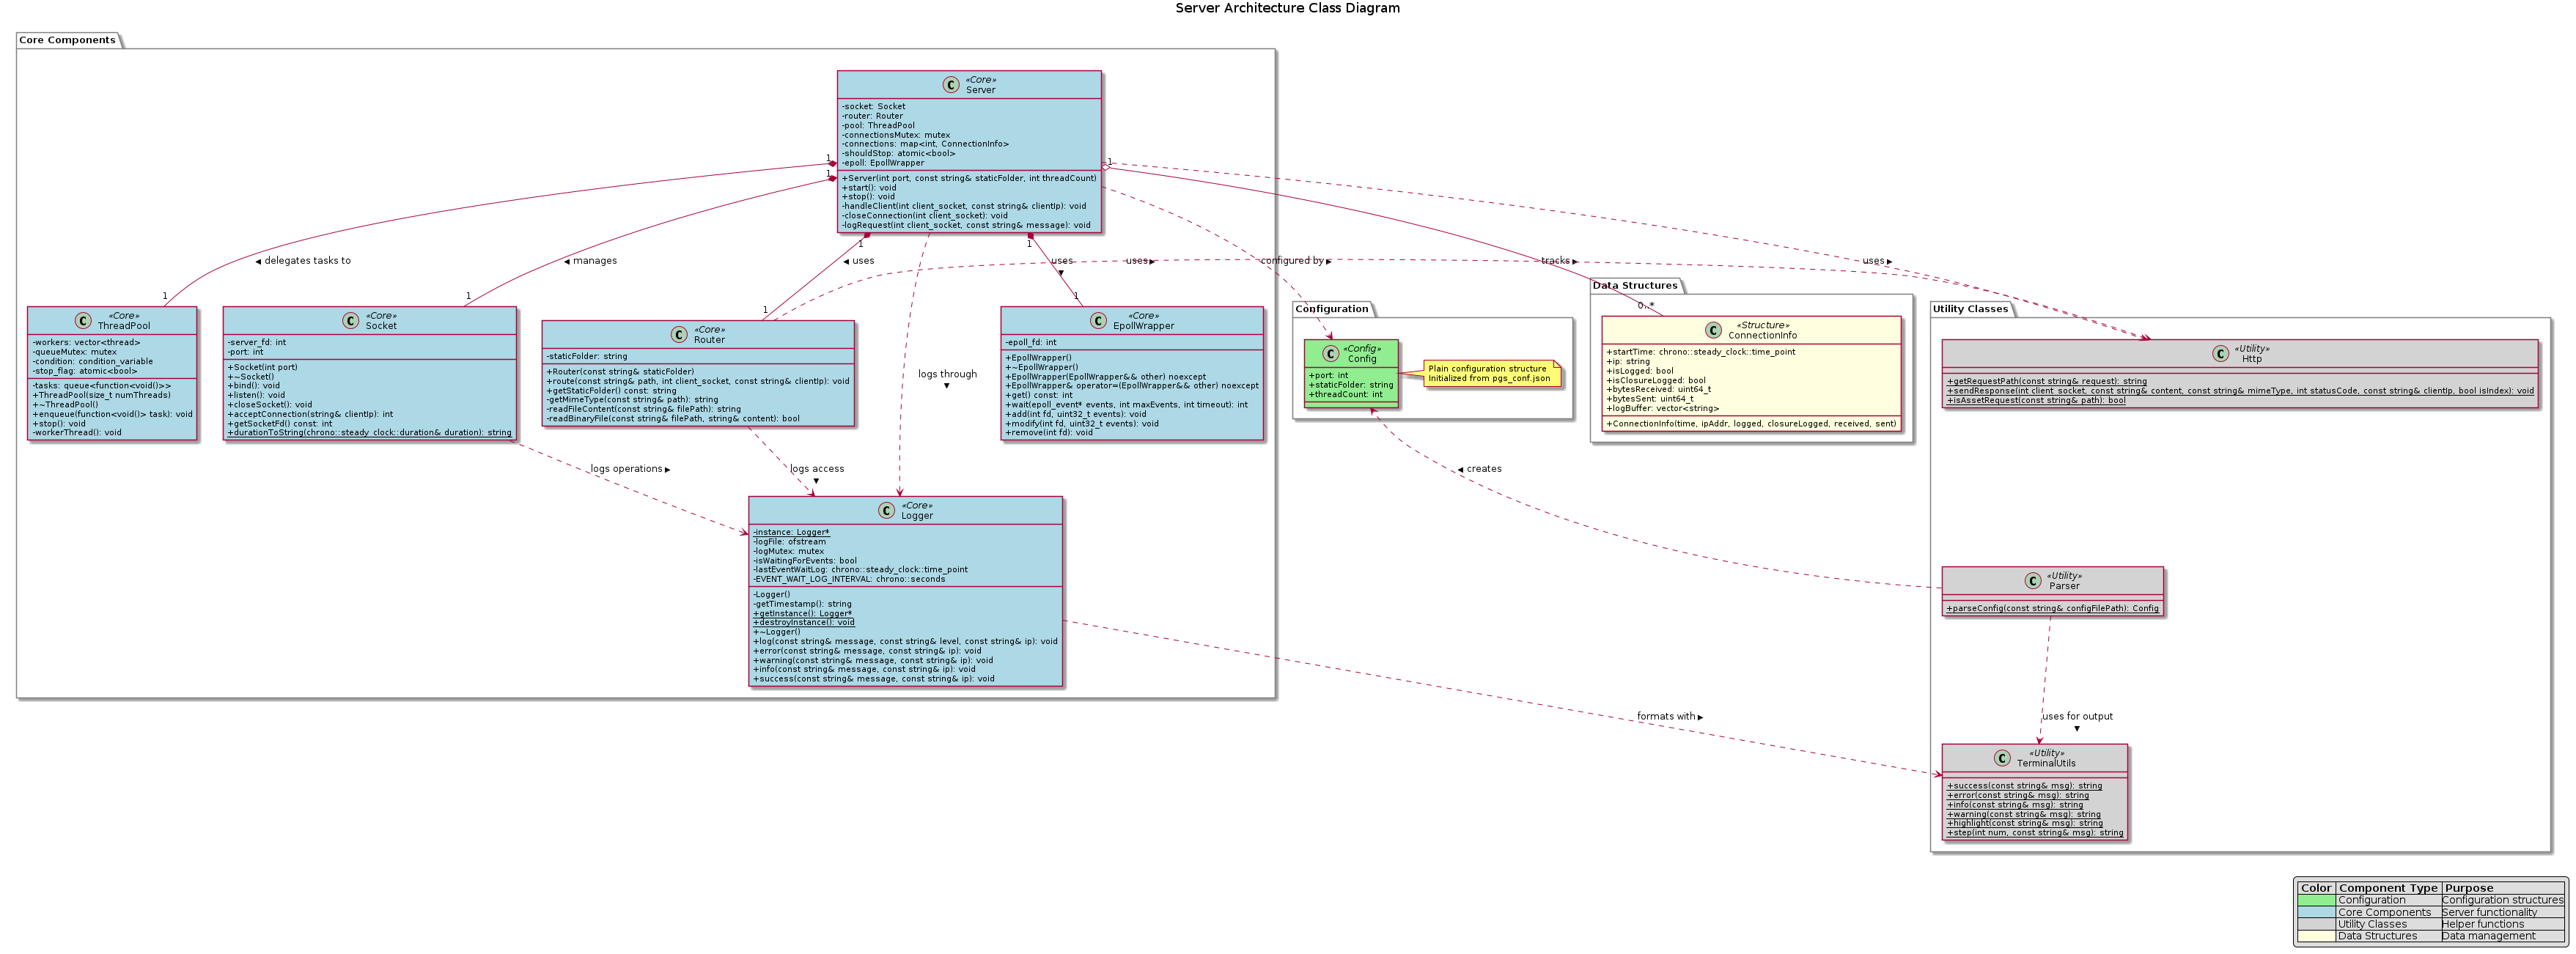 Server Architecture Class Diagram
Core Components
C
«Core»
Server
-socket: Socket
-router: Router
-pool: ThreadPool
-connectionsMutex: mutex
-connections: map<int, ConnectionInfo>
-shouldStop: atomic<bool>
-epoll: EpollWrapper
+Server(int port, const string& staticFolder, int threadCount)
+start(): void
+stop(): void
-handleClient(int client_socket, const string& clientIp): void
-closeConnection(int client_socket): void
-logRequest(int client_socket, const string& message): void
1
1
1
1
1
◀ delegates tasks to
◀ manages
◀ uses
uses
▼
uses ▶
configured by ▶
tracks ▶
uses ▶
1
1
1
1
0..*
logs through
▼
C
«Core»
ThreadPool
-workers: vector<thread>
-queueMutex: mutex
-condition: condition_variable
-stop_flag: atomic<bool>
-tasks: queue<function<void()>>
+ThreadPool(size_t numThreads)
+~ThreadPool()
+enqueue(function<void()> task): void
+stop(): void
-workerThread(): void
C
«Core»
Socket
-server_fd: int
-port: int
+Socket(int port)
+~Socket()
+bind(): void
+listen(): void
+closeSocket(): void
+acceptConnection(string& clientIp): int
+getSocketFd() const: int
+durationToString(chrono::steady_clock::duration& duration): string
C
«Core»
Router
-staticFolder: string
+Router(const string& staticFolder)
+route(const string& path, int client_socket, const string& clientIp): void
+getStaticFolder() const: string
-getMimeType(const string& path): string
-readFileContent(const string& filePath): string
-readBinaryFile(const string& filePath, string& content): bool
C
«Core»
EpollWrapper
-epoll_fd: int
+EpollWrapper()
+~EpollWrapper()
+EpollWrapper(EpollWrapper&& other) noexcept
+EpollWrapper& operator=(EpollWrapper&& other) noexcept
+get() const: int
+wait(epoll_event* events, int maxEvents, int timeout): int
+add(int fd, uint32_t events): void
+modify(int fd, uint32_t events): void
+remove(int fd): void
logs operations ▶
logs access
▼
C
«Core»
Logger
-instance: Logger*
-logFile: ofstream
-logMutex: mutex
-isWaitingForEvents: bool
-lastEventWaitLog: chrono::steady_clock::time_point
-EVENT_WAIT_LOG_INTERVAL: chrono::seconds
-Logger()
-getTimestamp(): string
+getInstance(): Logger*
+destroyInstance(): void
+~Logger()
+log(const string& message, const string& level, const string& ip): void
+error(const string& message, const string& ip): void
+warning(const string& message, const string& ip): void
+info(const string& message, const string& ip): void
+success(const string& message, const string& ip): void
Configuration
C
«Config»
Config
+port: int
+staticFolder: string
+threadCount: int
Plain configuration structure
Initialized from pgs_conf.json
Data Structures
C
«Structure»
ConnectionInfo
+startTime: chrono::steady_clock::time_point
+ip: string
+isLogged: bool
+isClosureLogged: bool
+bytesReceived: uint64_t
+bytesSent: uint64_t
+logBuffer: vector<string>
+ConnectionInfo(time, ipAddr, logged, closureLogged, received, sent)
Utility Classes
C
«Utility»
Http
+getRequestPath(const string& request): string
+sendResponse(int client_socket, const string& content, const string& mimeType, int statusCode, const string& clientIp, bool isIndex): void
+isAssetRequest(const string& path): bool
◀ creates
C
«Utility»
Parser
+parseConfig(const string& configFilePath): Config
formats with ▶
uses for output
▼
C
«Utility»
TerminalUtils
+success(const string& msg): string
+error(const string& msg): string
+info(const string& msg): string
+warning(const string& msg): string
+highlight(const string& msg): string
+step(int num, const string& msg): string
Color Component Type Purpose
Configuration Configuration structures
Core Components Server functionality
Utility Classes Helper functions
Data Structures Data management